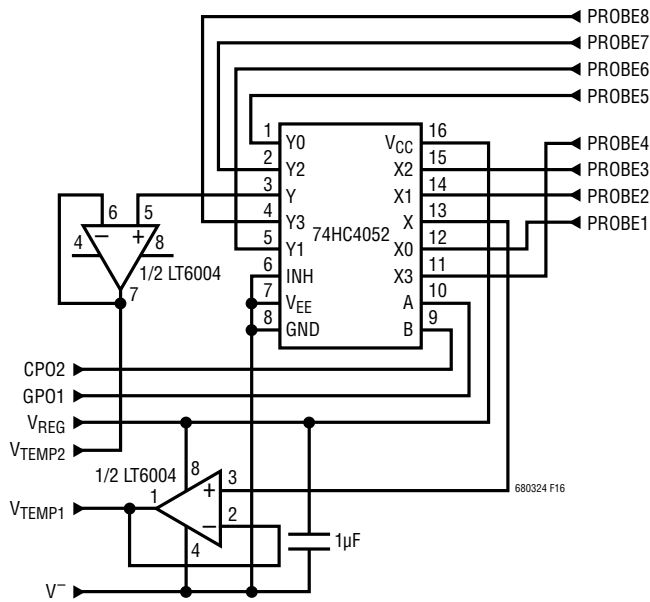 PROBE8
PROBE7
PROBE6
PROBE5
1 Y0 VCC 16 PROBE4
2 Y2 X2 15 PROBE3
3 Y X1 14 PROBE2
4 Y3 X 13
74HC4052
5 Y1 X0 12 PROBE1
6 INH X3 11
7 VEE A 10
8 GND B 9
6 5
4 − + 8
1/2 LT6004
7
CPO2
GPO1
VREG
VTEMP2
1/2 LT6004 8
3
+
680324 F16
VTEMP1 1
− 2
1µF
4
V−